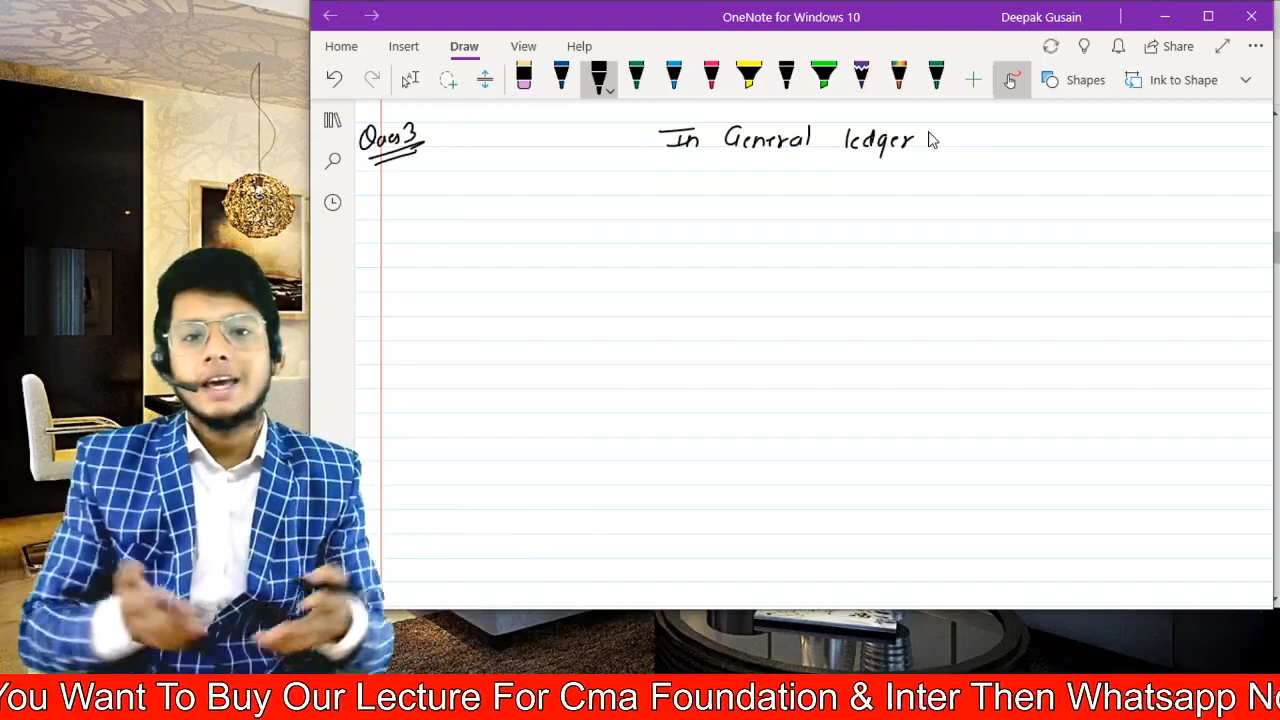 OneNote for Windows 10
Deepak Gusain
Home Insert Draw View Help
Share
Shapes
Ink to Shape
Ques 3
In General ledger
You Want To Buy Our Lecture For Cma Foundation & Inter Then Whatsapp